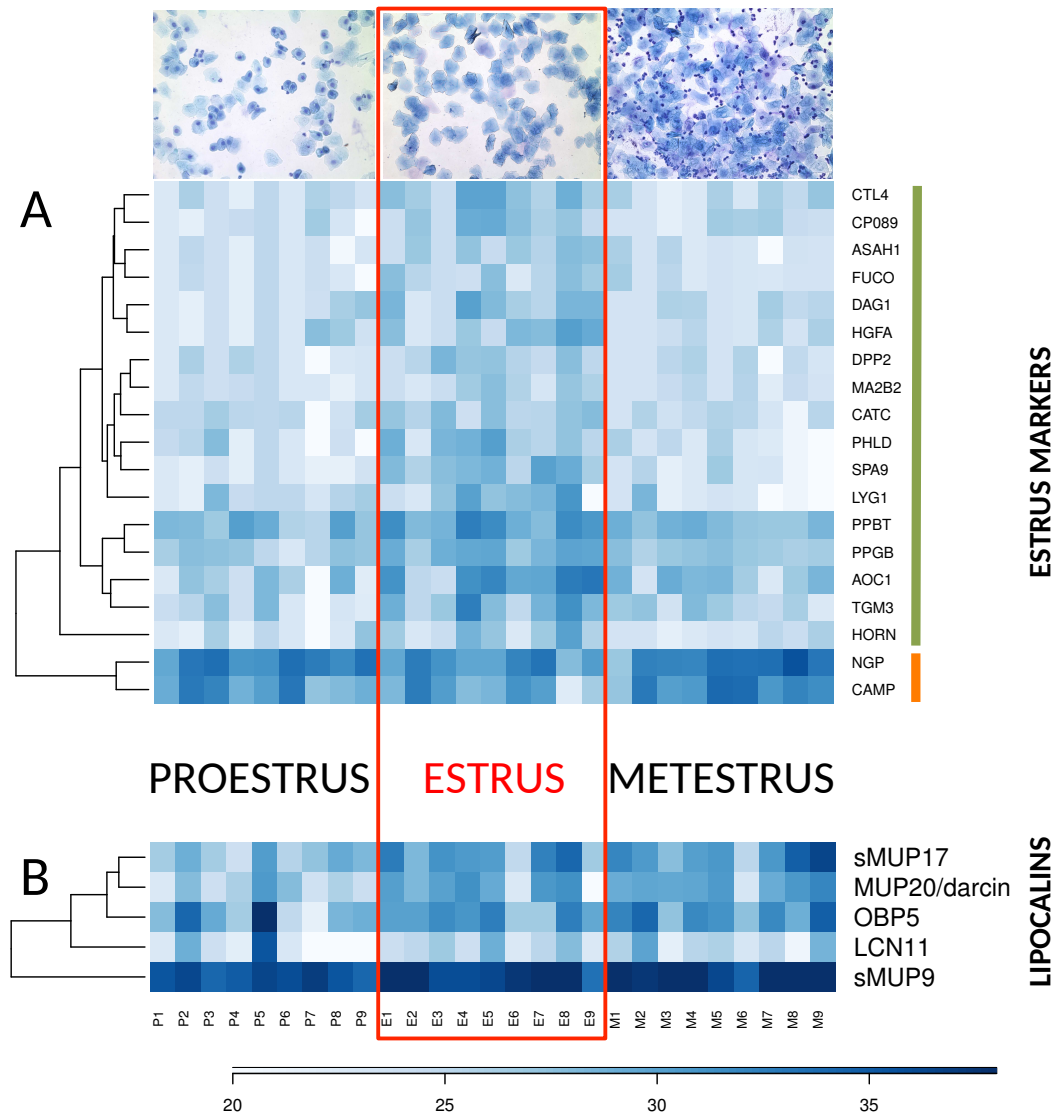 A
CTL4
CP089
ASAH1
FUCO
DAG1
HGFA
DPP2
MA2B2
CATC
PHLD
SPA9
LYG1
PPBT
PPGB
AOC1
TGM3
HORN
NGP
CAMP
ESTRUS MARKERS
PROESTRUS ESTRUS METESTRUS
B
sMUP17
MUP20/darcin
OBP5
LCN11
sMUP9
LIPOCALINS
P1 P2 P3 P4 P5 P6 P7 P8 P9 E1 E2 E3 E4 E5 E6 E7 E8 E9 M1 M2 M3 M4 M5 M6 M7 M8 M9
20 25 30 35